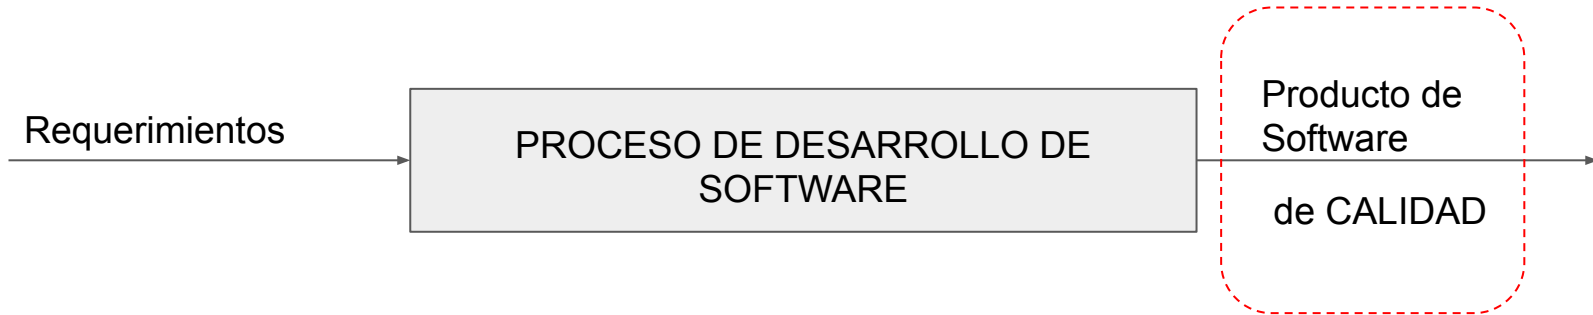 Requerimientos
PROCESO DE DESARROLLO DE
SOFTWARE
Producto de
Software
de CALIDAD